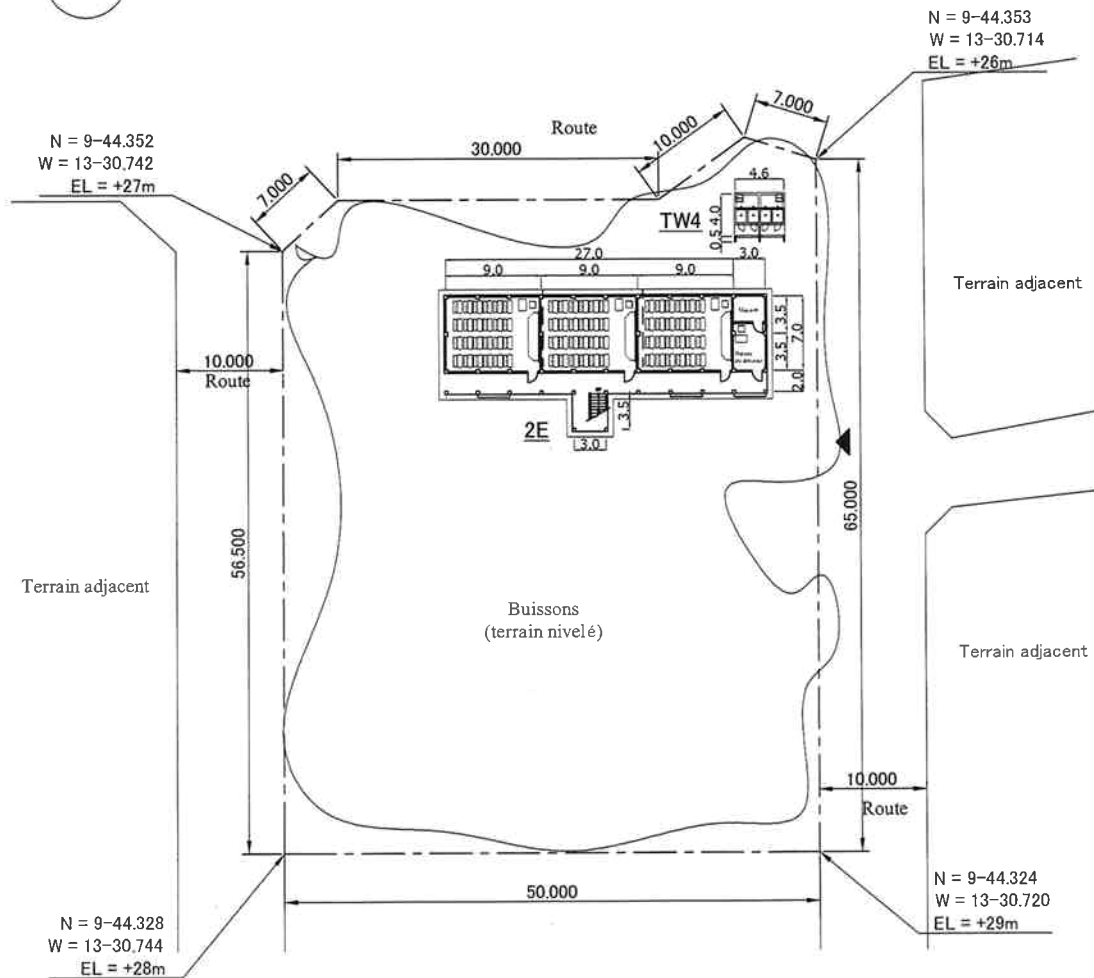 N = 9-44.353
W = 13-30.714
EL = +26m
N = 9-44.352
W = 13-30.742
EL = +27m
Route
7.000
30.000
10.000
7.000
4.6
TW4
0.5 4.0
27.0
3.0
9.0
9.0
9.0
3.5
3.5
7.0
2.0
2E
3.5
3.0
10.000
Route
Terrain adjacent
56.500
65.000
Terrain adjacent
Buissons
(terrain nivelé)
Terrain adjacent
10.000
Route
50.000
N = 9-44.328
W = 13-30.744
EL = +28m
N = 9-44.324
W = 13-30.720
EL = +29m